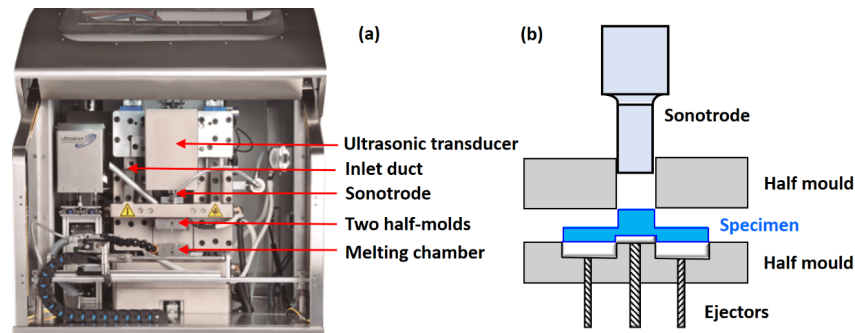 (a)
Ultrasonic transducer
Inlet duct
Sonotrode
Two half-molds
Melting chamber
(b)
Sonotrode
Half mould
Specimen
Half mould
Ejectors